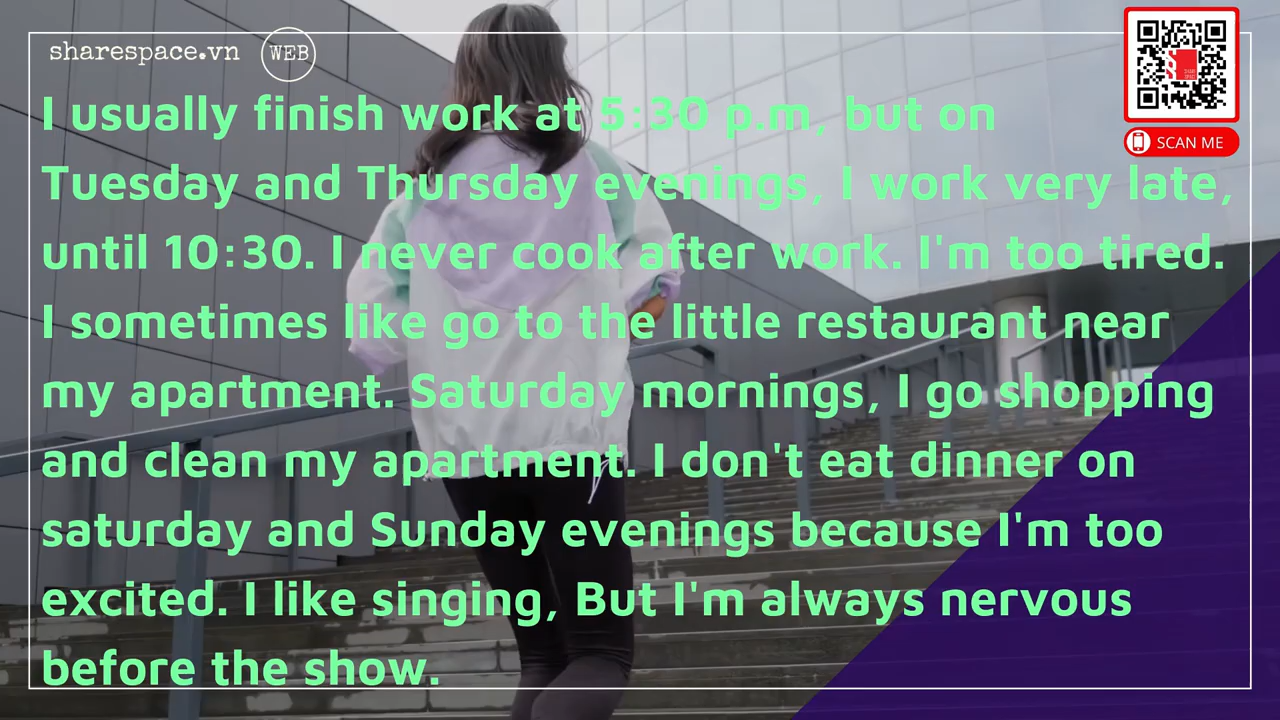 sharespace.vn WEB
SCAN ME
I usually finish work at 5:30 p.m, but on
Tuesday and Thursday evenings, I work very late,
until 10:30. I never cook after work. I'm too tired.
I sometimes like go to the little restaurant near
my apartment. Saturday mornings, I go shopping
and clean my apartment. I don't eat dinner on
saturday and Sunday evenings because I'm too
excited. I like singing, But I'm always nervous
before the show.